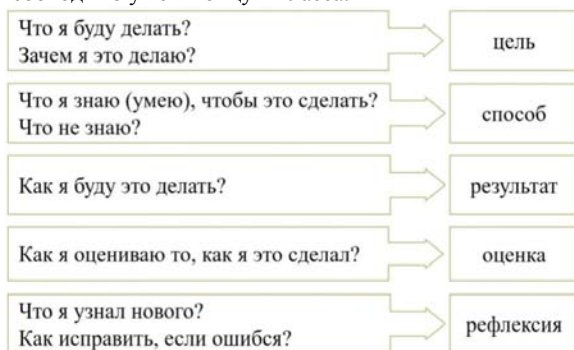 Что я буду делать?
Зачем я это делаю?
цель
Что я знаю (умею), чтобы это сделать?
Что не знаю?
способ
Как я буду это делать?
результат
Как я оцениваю то, как я это сделал?
оценка
Что я узнал нового?
Как исправить, если ошибся?
рефлексия